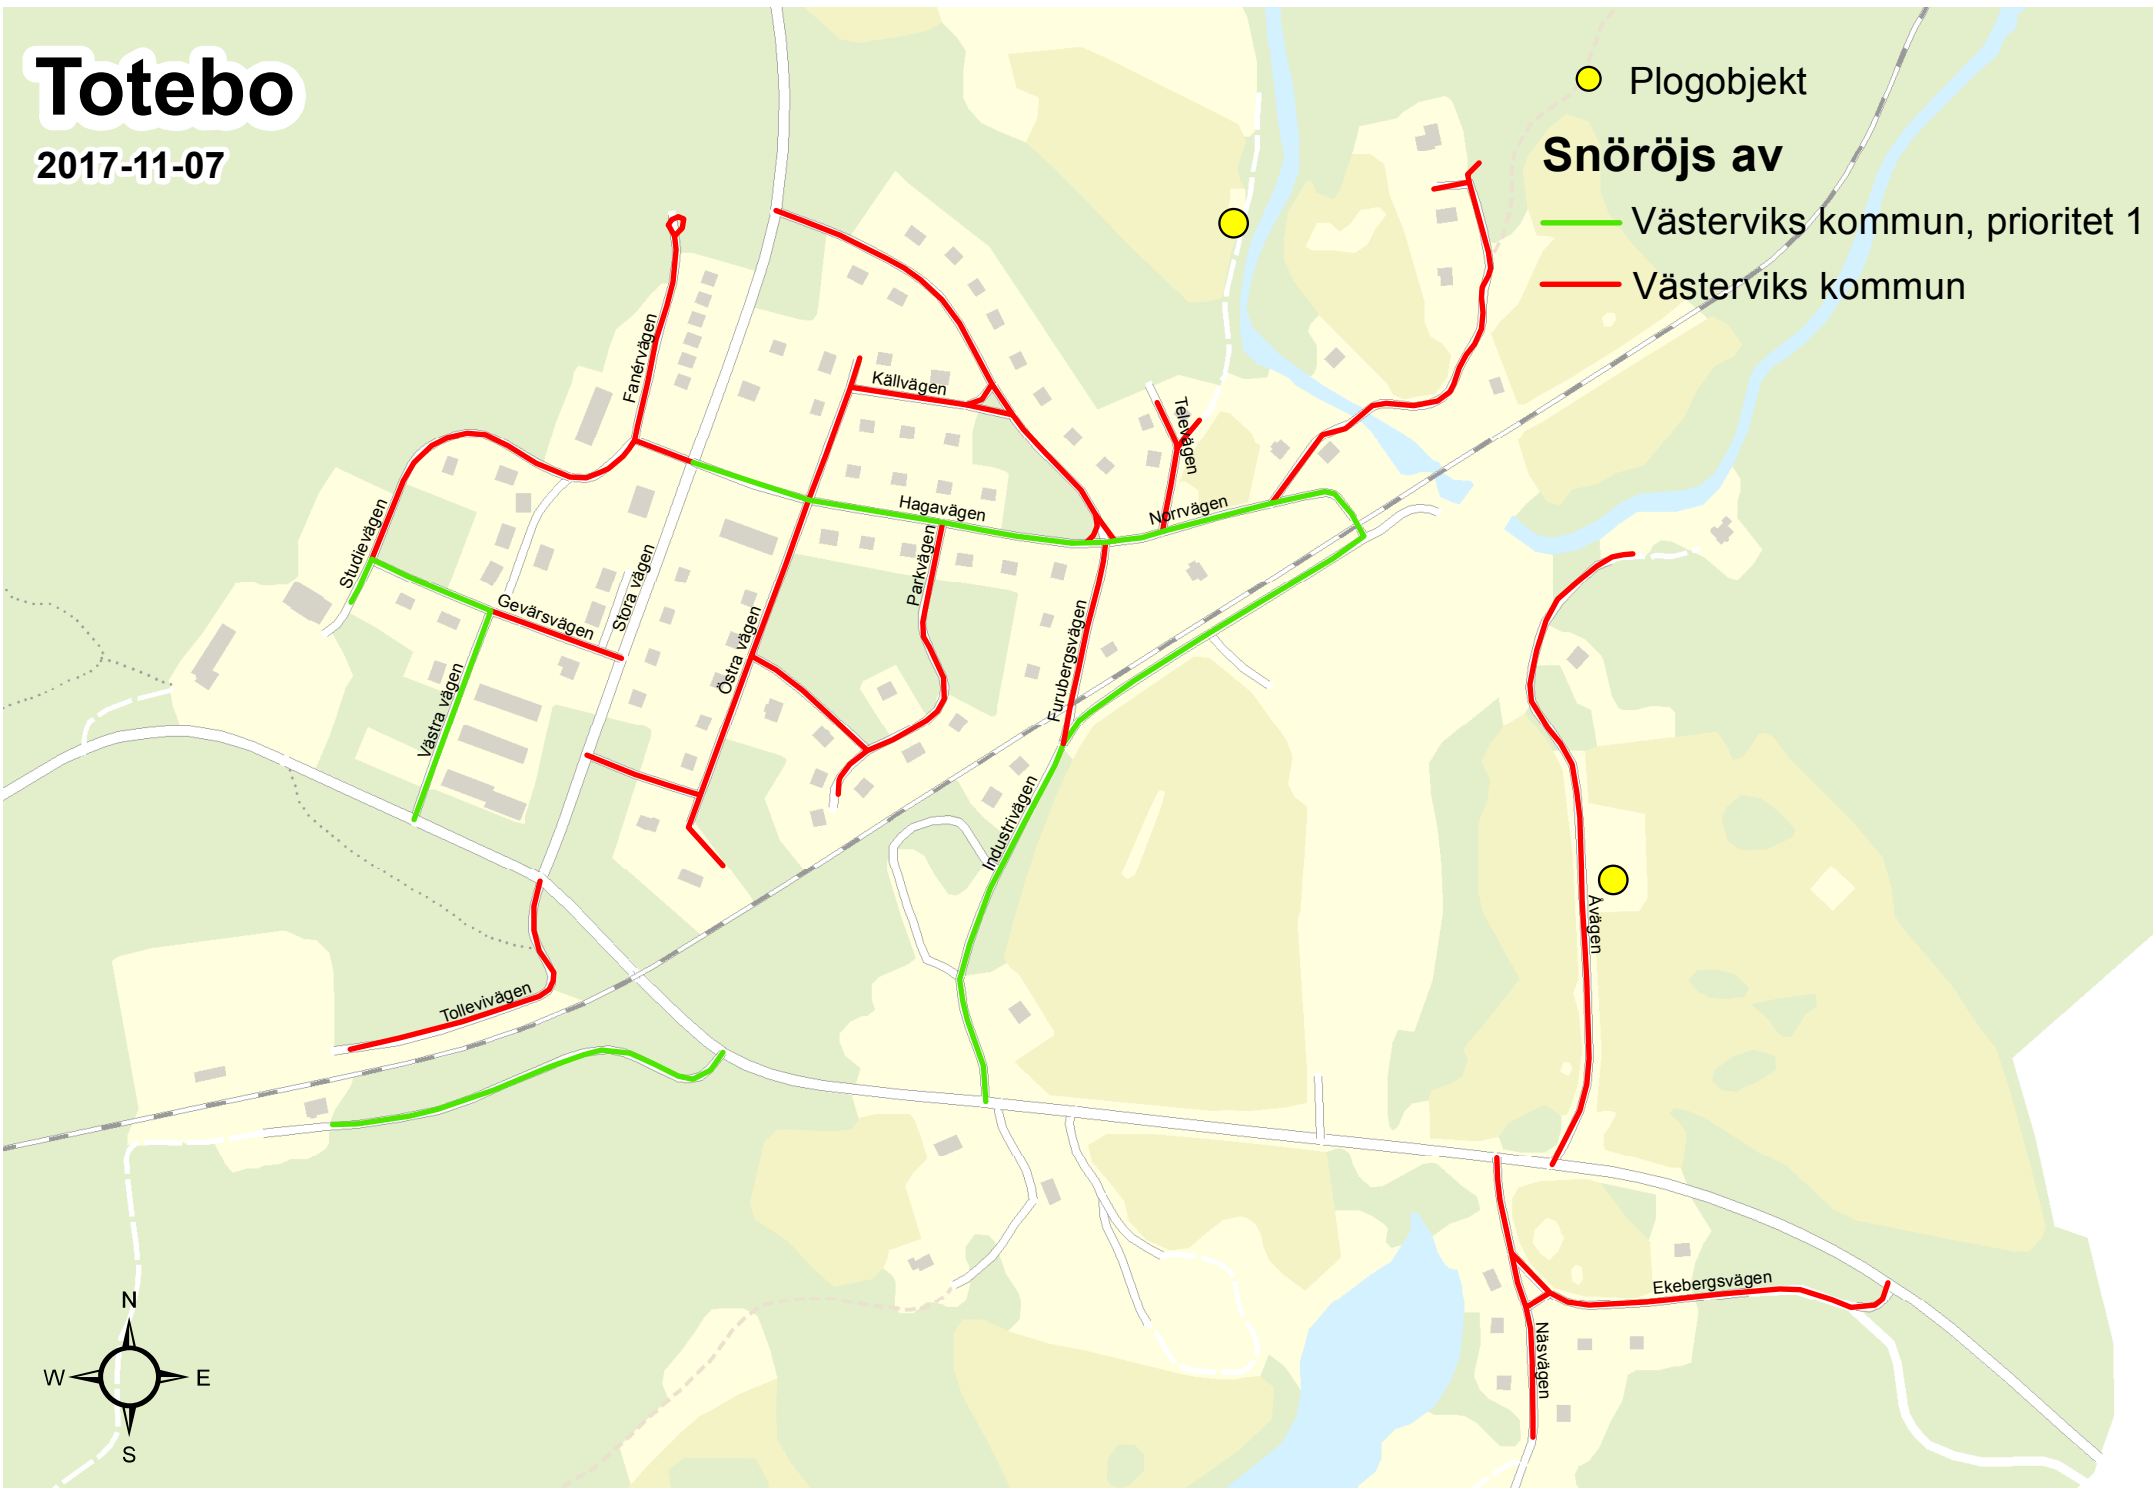 Totebo
2017-11-07
Plogobjekt
Snöröjs av
Västerviks kommun, prioritet 1
Västerviks kommun
Fanérvägen
Källvägen
Televägen
Hagavägen
Norrvägen
Studievägen
Gevärsvägen
Stora vägen
Parkvägen
Östra vägen
Furubergsvägen
Västra vägen
Industrivägen
Åvägen
Tollevivägen
Ekebergsvägen
Näsvägen
N
W
E
S